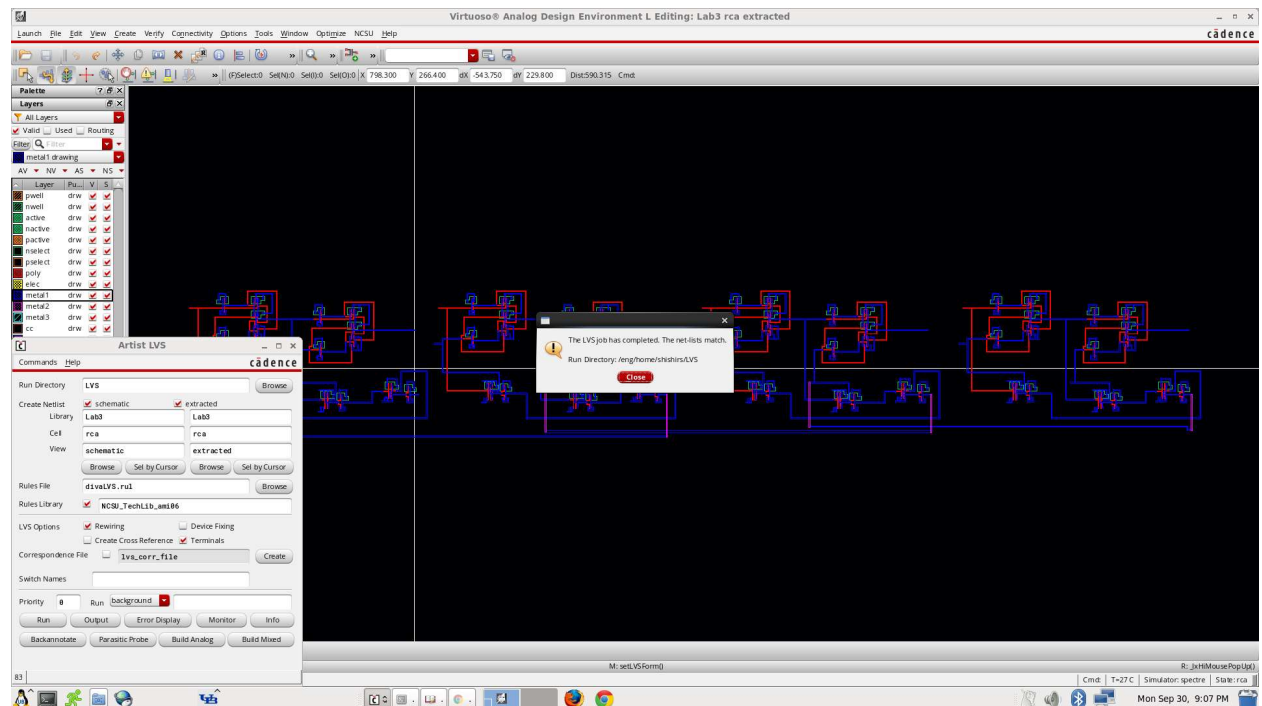 Virtuoso® Analog Design Environment L Editing: Lab3 rca extracted
Launch File Edit View Create Verify Connectivity Options Tools Window Optimize NCSU Help
cādence
(F)Select:0 Sel(N):0 Sel(I):0 Sel(O):0 X 798.300 Y 266.400 dX -543.750 dY 229.800 Dist:590.315 Cmd:
Palette
Layers
All Layers
Valid Used Routing
Filter Filter
metal1 drawing
AV NV AS NS
Layer Pu... V S
pwell drw
nwell drw
active drw
nactive drw
pactive drw
nselect drw
pselect drw
poly drw
elec drw
metal1 drw
metal2 drw
metal3 drw
cc drw
The LVS job has completed. The net-lists match.
Run Directory: /eng/home/shishirs/LVS
Close
Artist LVS
Commands Help
cādence
Run Directory LVS Browse
Create Netlist schematic extracted
Library Lab3 Lab3
Cell rca rca
View schematic extracted
Browse Sel by Cursor Browse Sel by Cursor
Rules File divaLVS.rul Browse
Rules Library NCSU_TechLib_ami06
LVS Options Rewiring Device Fixing
Create Cross Reference Terminals
Correspondence File lvs_corr_file Create
Switch Names
Priority 0 Run background
Run Output Error Display Monitor Info
Backannotate Parasitic Probe Build Analog Build Mixed
M: setLVSForm()
R: _lxHiMousePopUp()
83
Cmd: T=27 C Simulator: spectre State: rca
Mon Sep 30, 9:07 PM